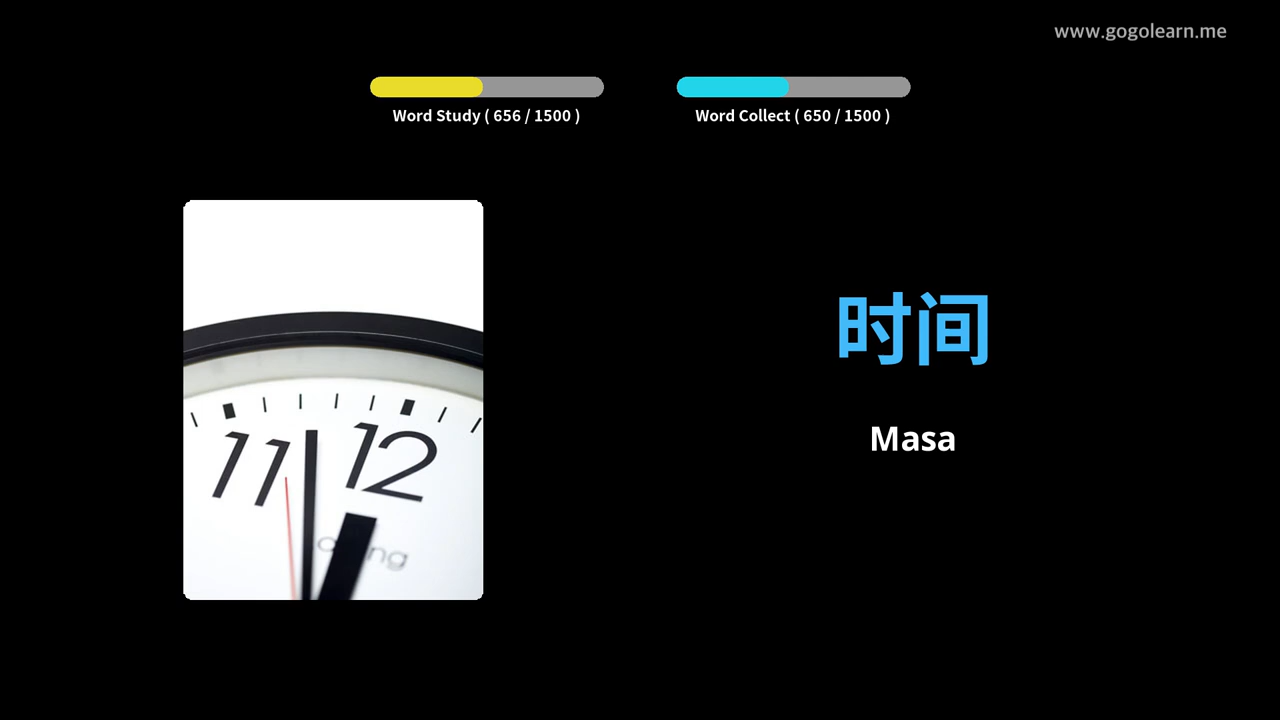 www.gogolearn.me
Word Study ( 656 / 1500 )
Word Collect ( 650 / 1500 )
时间
Masa
11
12